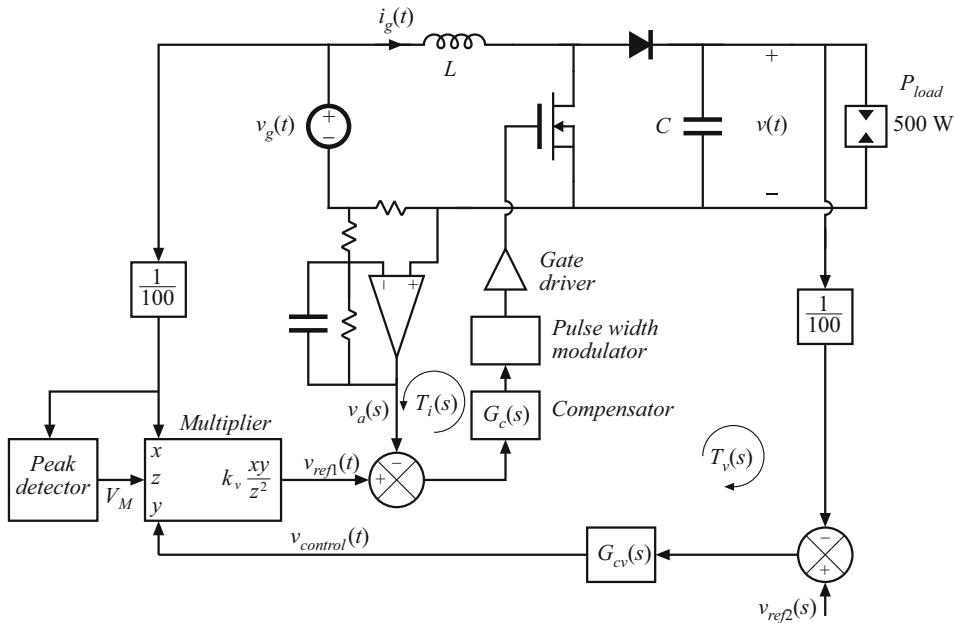 i_g(t)
L
v_g(t)
+
−
C
+
v(t)
−
P_load
500 W
1/100
− +
Gate driver
Pulse width modulator
1/100
v_a(s)
T_i(s)
G_c(s)
Compensator
Multiplier
Peak detector
V_M
x
z
y
k_v xy/z²
v_ref1(t)
+
−
T_v(s)
v_control(t)
G_cv(s)
−
+
v_ref2(s)